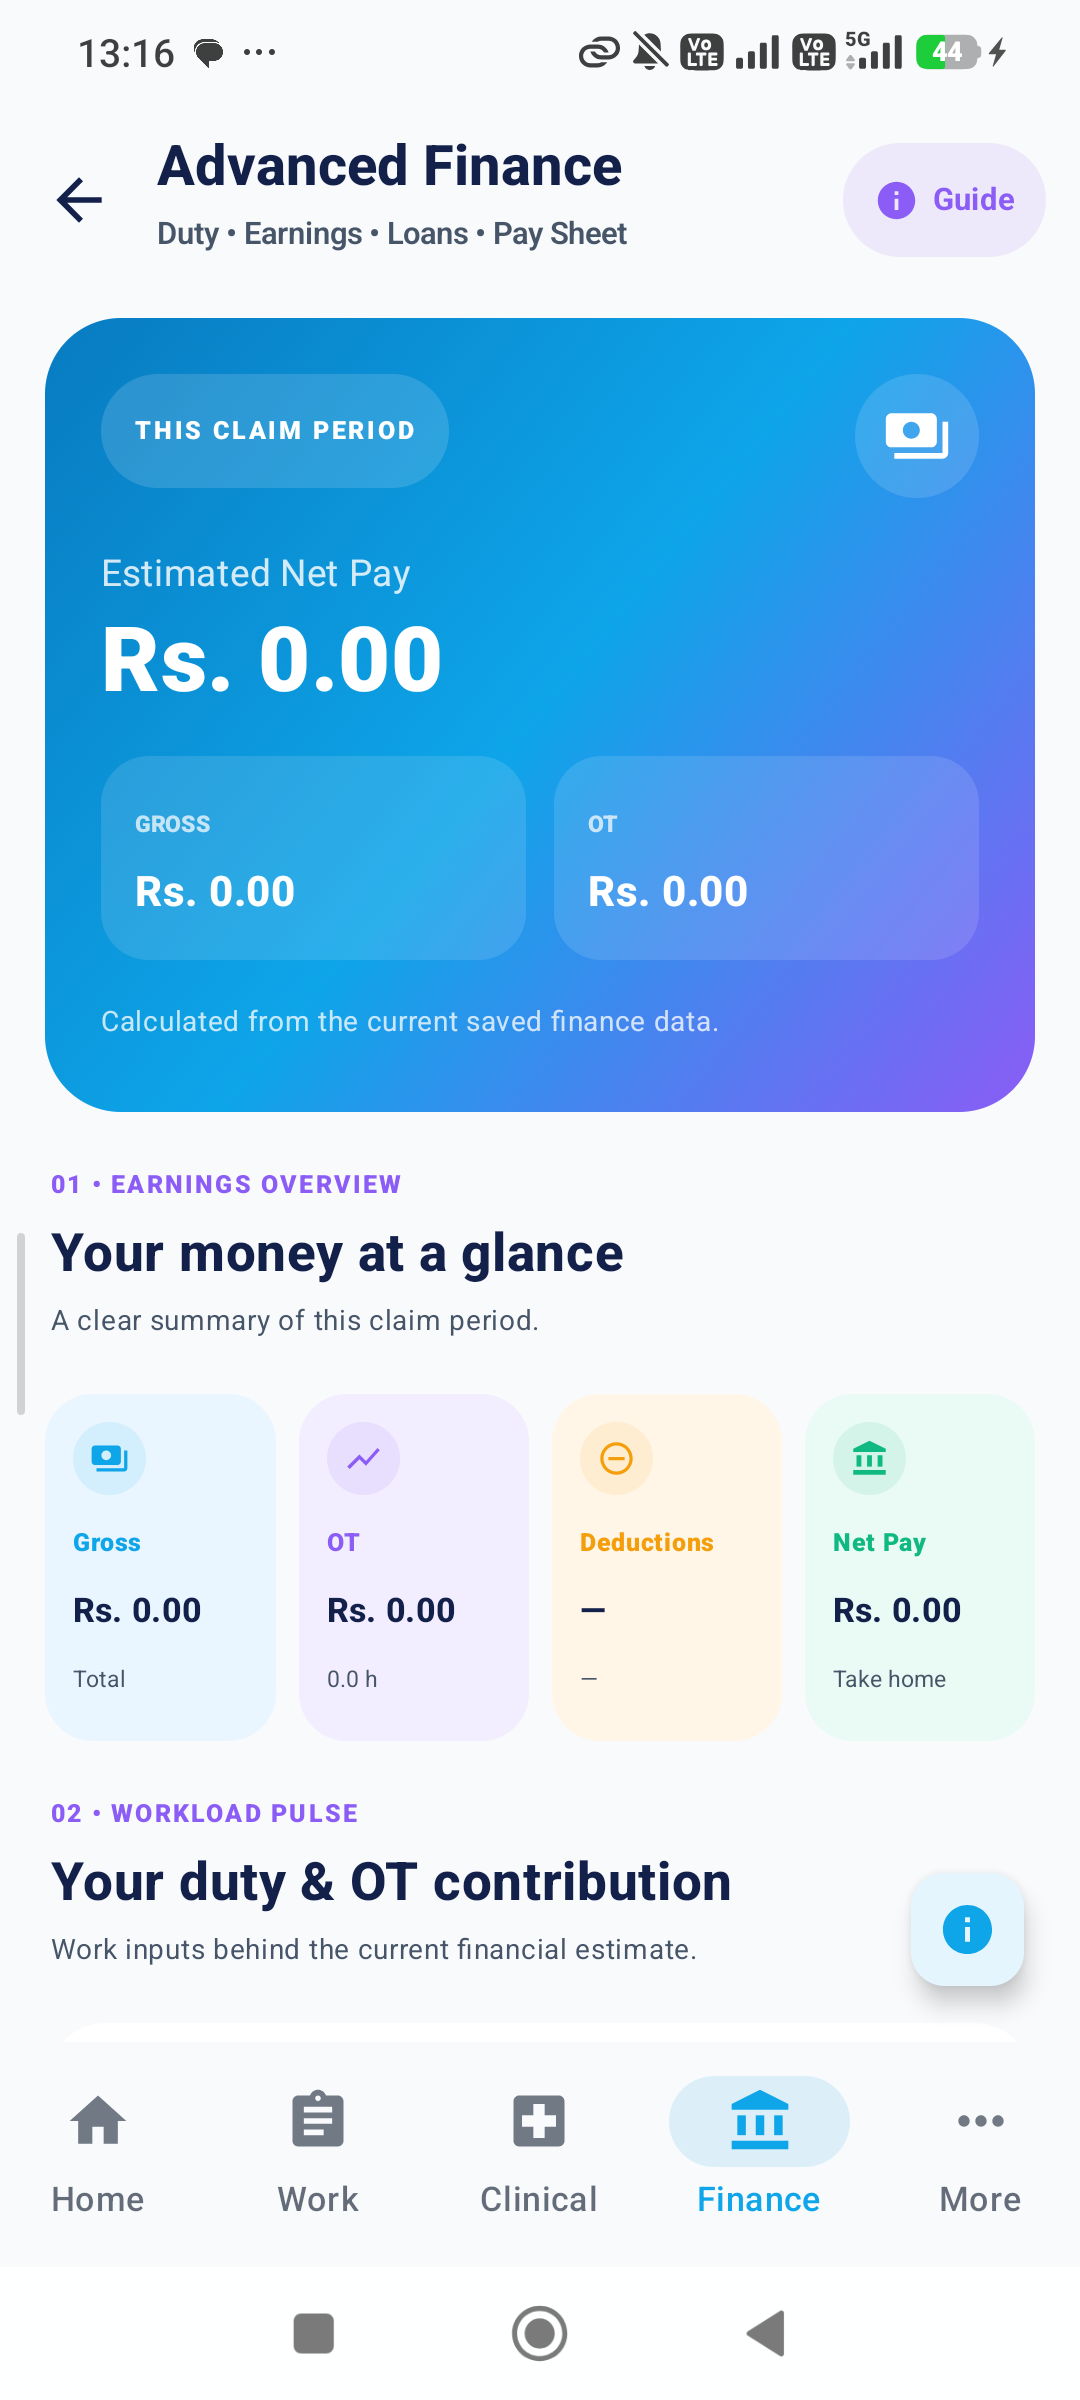 13:16
Vo LTE
Vo LTE
5G
44
Advanced Finance
Duty • Earnings • Loans • Pay Sheet
Guide
THIS CLAIM PERIOD
Estimated Net Pay
Rs. 0.00
GROSS
Rs. 0.00
OT
Rs. 0.00
Calculated from the current saved finance data.
01 • EARNINGS OVERVIEW
Your money at a glance
A clear summary of this claim period.
Gross
Rs. 0.00
Total
OT
Rs. 0.00
0.0 h
Deductions
—
—
Net Pay
Rs. 0.00
Take home
02 • WORKLOAD PULSE
Your duty & OT contribution
Work inputs behind the current financial estimate.
Home
Work
Clinical
Finance
More